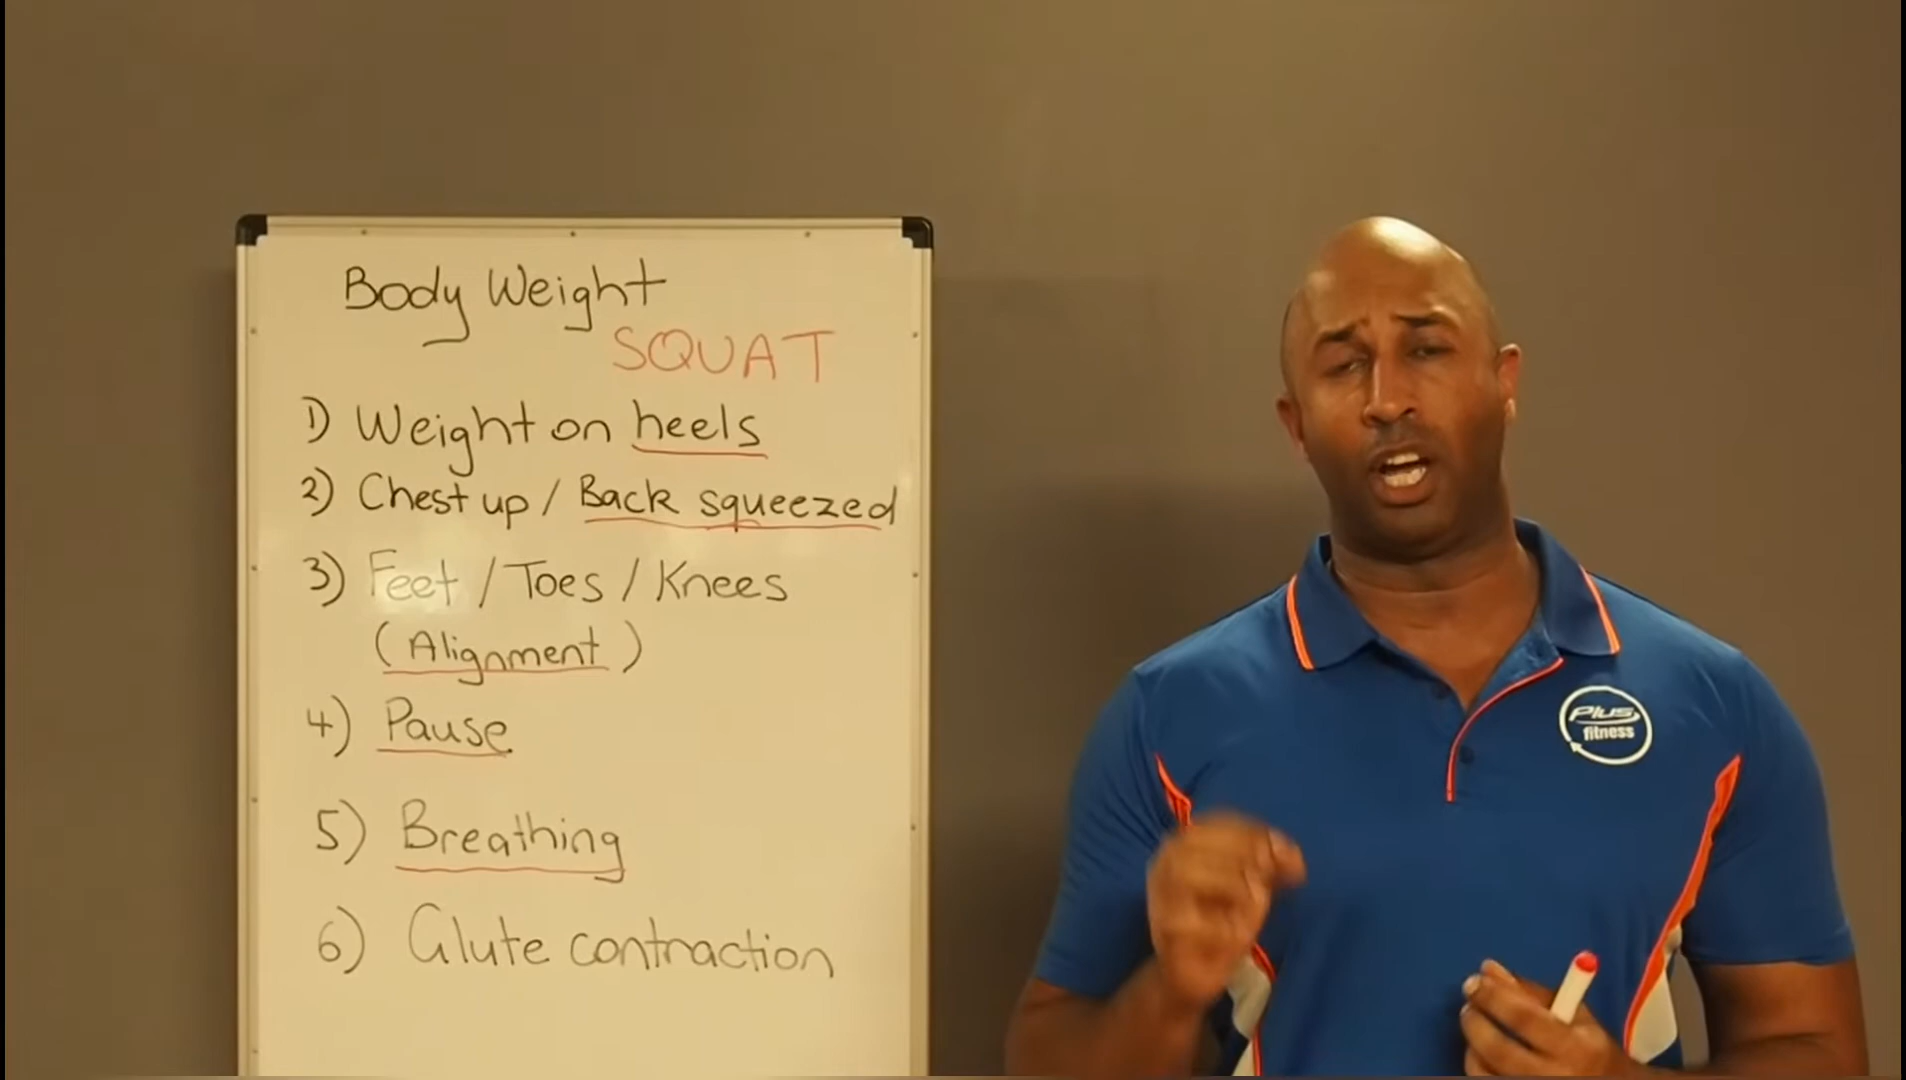 Body Weight
SQUAT
1) Weight on heels
2) Chest up / Back squeezed
3) Feet / Toes / Knees
(Alignment)
4) Pause
5) Breathing
6) Glute contraction
Plus
fitness